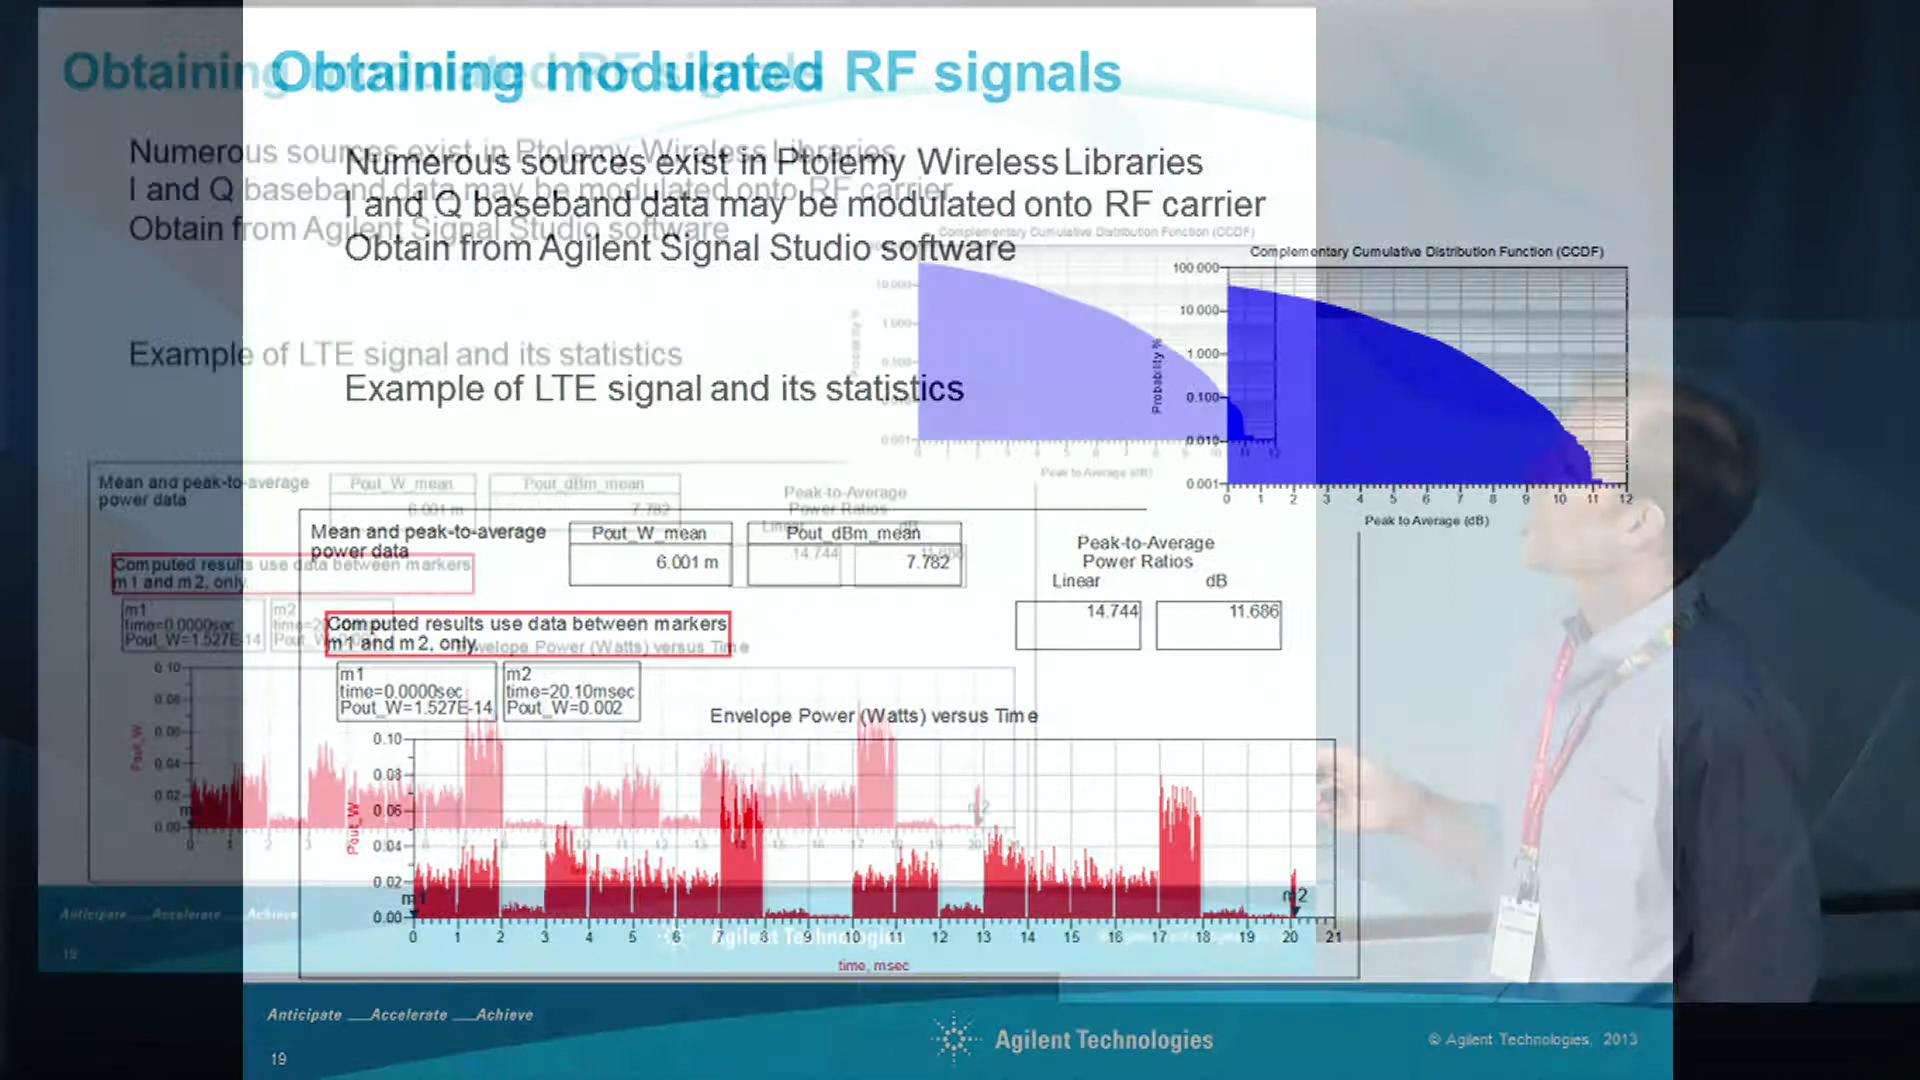 Obtaining modulated RF signals
Numerous sources exist in Ptolemy Wireless Libraries
I and Q baseband data may be modulated onto RF carrier
Obtain from Agilent Signal Studio software
Example of LTE signal and its statistics
Complementary Cumulative Distribution Function (CCDF)
100.000
10.000
1.000
0.100
0.010
0.001
Probability %
0 1 2 3 4 5 6 7 8 9 10 11 12
Peak to Average (dB)
Mean and peak-to-average
power data
Pout_W_mean
6.001 m
Pout_dBm_mean
7.782
Peak-to-Average
Power Ratios
Linear dB
14.744 11.686
Computed results use data between markers
m1 and m2, only.
m1
time=0.0000sec
Pout_W=1.527E-14
m2
time=20.10msec
Pout_W=0.002
Envelope Power (Watts) versus Time
0.10
0.08
0.06
0.04
0.02
0.00
Pout_W
m1
m2
0 1 2 3 4 5 6 7 8 9 10 11 12 13 14 15 16 17 18 19 20 21
time, msec
Anticipate __Accelerate __Achieve
Agilent Technologies
© Agilent Technologies, 2013
19